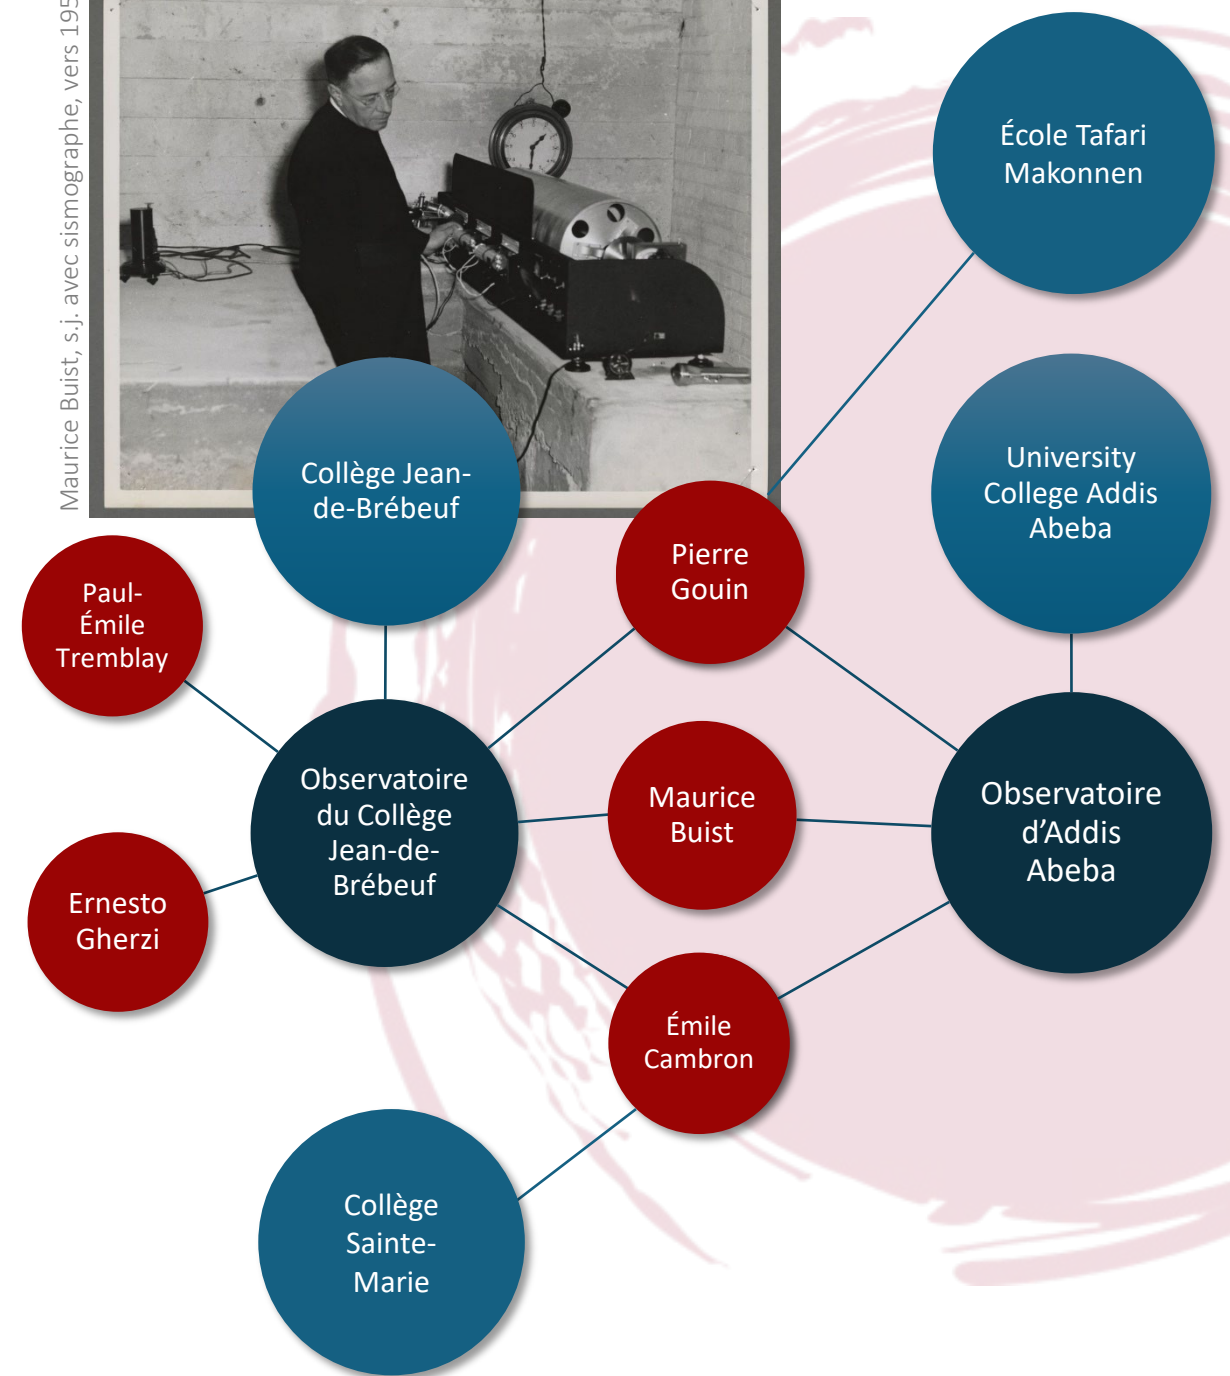 Maurice Buist, s.j. avec sismographe, vers
École Tafari
Makonnen
University
College Addis
Abeba
Collège Jean-
de-Brébeuf
Pierre
Gouin
Paul-
Émile
Tremblay
Observatoire
du Collège
Jean-de-
Brébeuf
Maurice
Buist
Observatoire
d’Addis
Abeba
Ernesto
Gherzi
Émile
Cambron
Collège
Sainte-
Marie